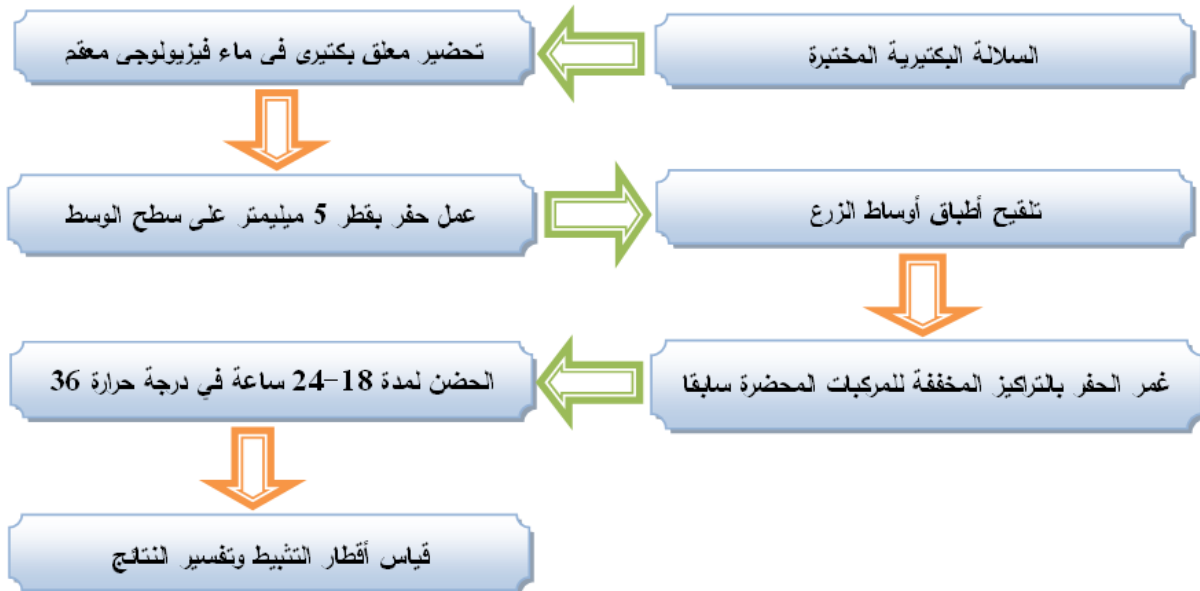 السلالة البكتيرية المختبرة
تحضير معلق بكتيرى فى ماء فيزيولوجى معقم
عمل حفر بقطر 5 ميليمتر على سطح الوسط
تلقيح أطباق أوساط الزرع
غمر الحفر بالتراكيز المخففة للمركبات المحضرة سابقا
الحضن لمدة 18-24 ساعة في درجة حرارة 36
قياس أقطار التثبيط وتفسير النتائج